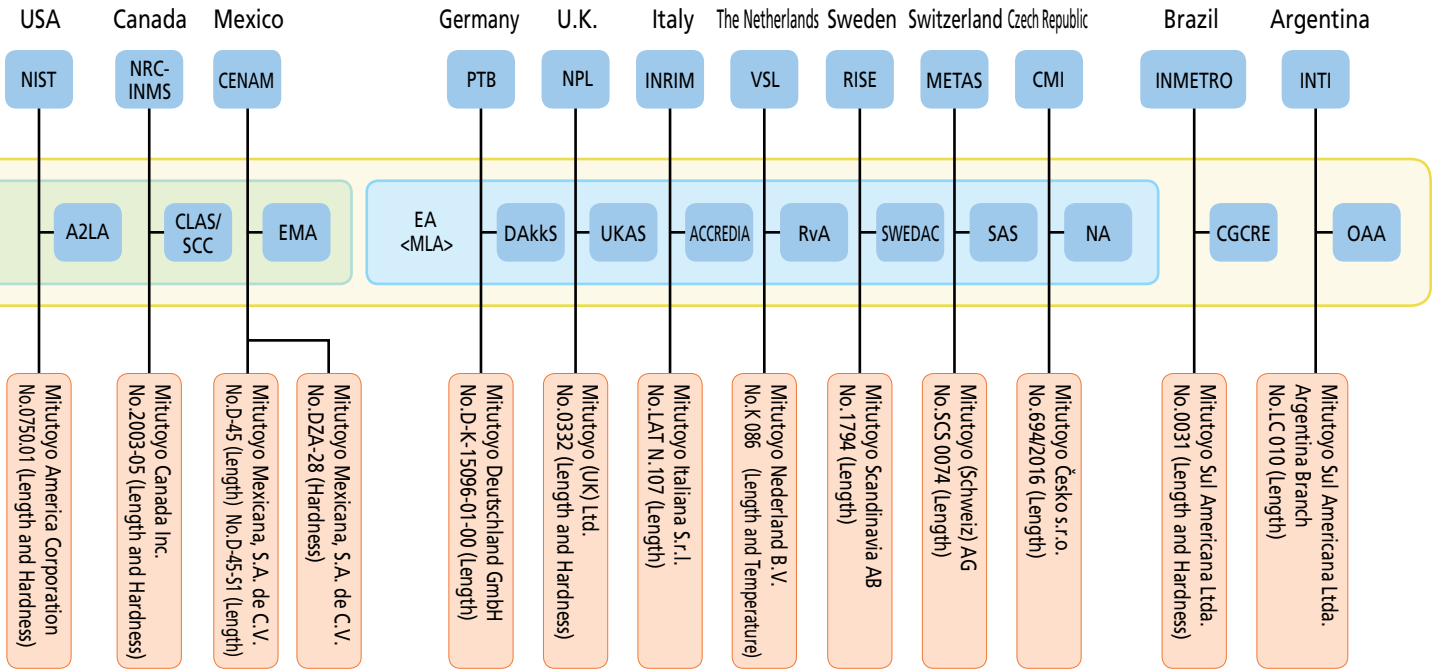 USA
Canada
Mexico
Germany
U.K.
Italy
The Netherlands
Sweden
Switzerland
Czech Republic
Brazil
Argentina
NIST
NRC-
INMS
CENAM
PTB
NPL
INRIM
VSL
RISE
METAS
CMI
INMETRO
INTI
A2LA
CLAS/
SCC
EMA
EA
<MLA>
DAkkS
UKAS
ACCREDIA
RvA
SWEDAC
SAS
NA
CGCRE
OAA
Mitutoyo America Corporation
No.0750.01 (Length and Hardness)
Mitutoyo Canada Inc.
No.2003-05 (Length and Hardness)
Mitutoyo Mexicana, S.A. de C.V.
No.D-45 (Length) No.D-45-S1 (Length)
Mitutoyo Mexicana, S.A. de C.V.
No.DZA-28 (Hardness)
Mitutoyo Deutschland GmbH
No.D-K-15096-01-00 (Length)
Mitutoyo (UK) Ltd.
No.0332 (Length and Hardness)
Mitutoyo Italiana S.r.l.
No.LAT N.107 (Length)
Mitutoyo Nederland B.V.
No.K 086 (Length and Temperature)
Mitutoyo Scandinavia AB
No.1794 (Length)
Mitutoyo (Schweiz) AG
No.SCS 0074 (Length)
Mitutoyo Česko s.r.o.
No.694/2016 (Length)
Mitutoyo Sul Americana Ltda.
No.0031 (Length and Hardness)
Mitutoyo Sul Americana Ltda.
Argentina Branch
No.LC 010 (Length)